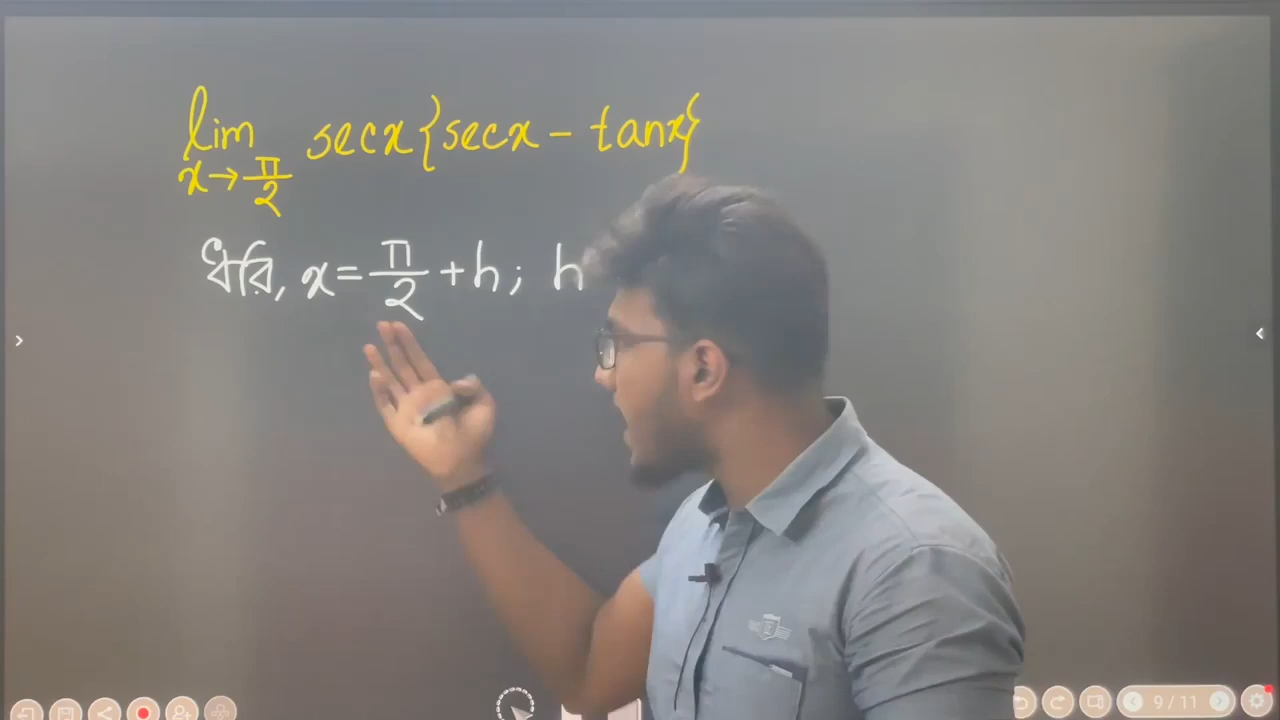 lim x→π/2 secx{secx - tanx}
ধরি, x = π/2 + h; h
9/11